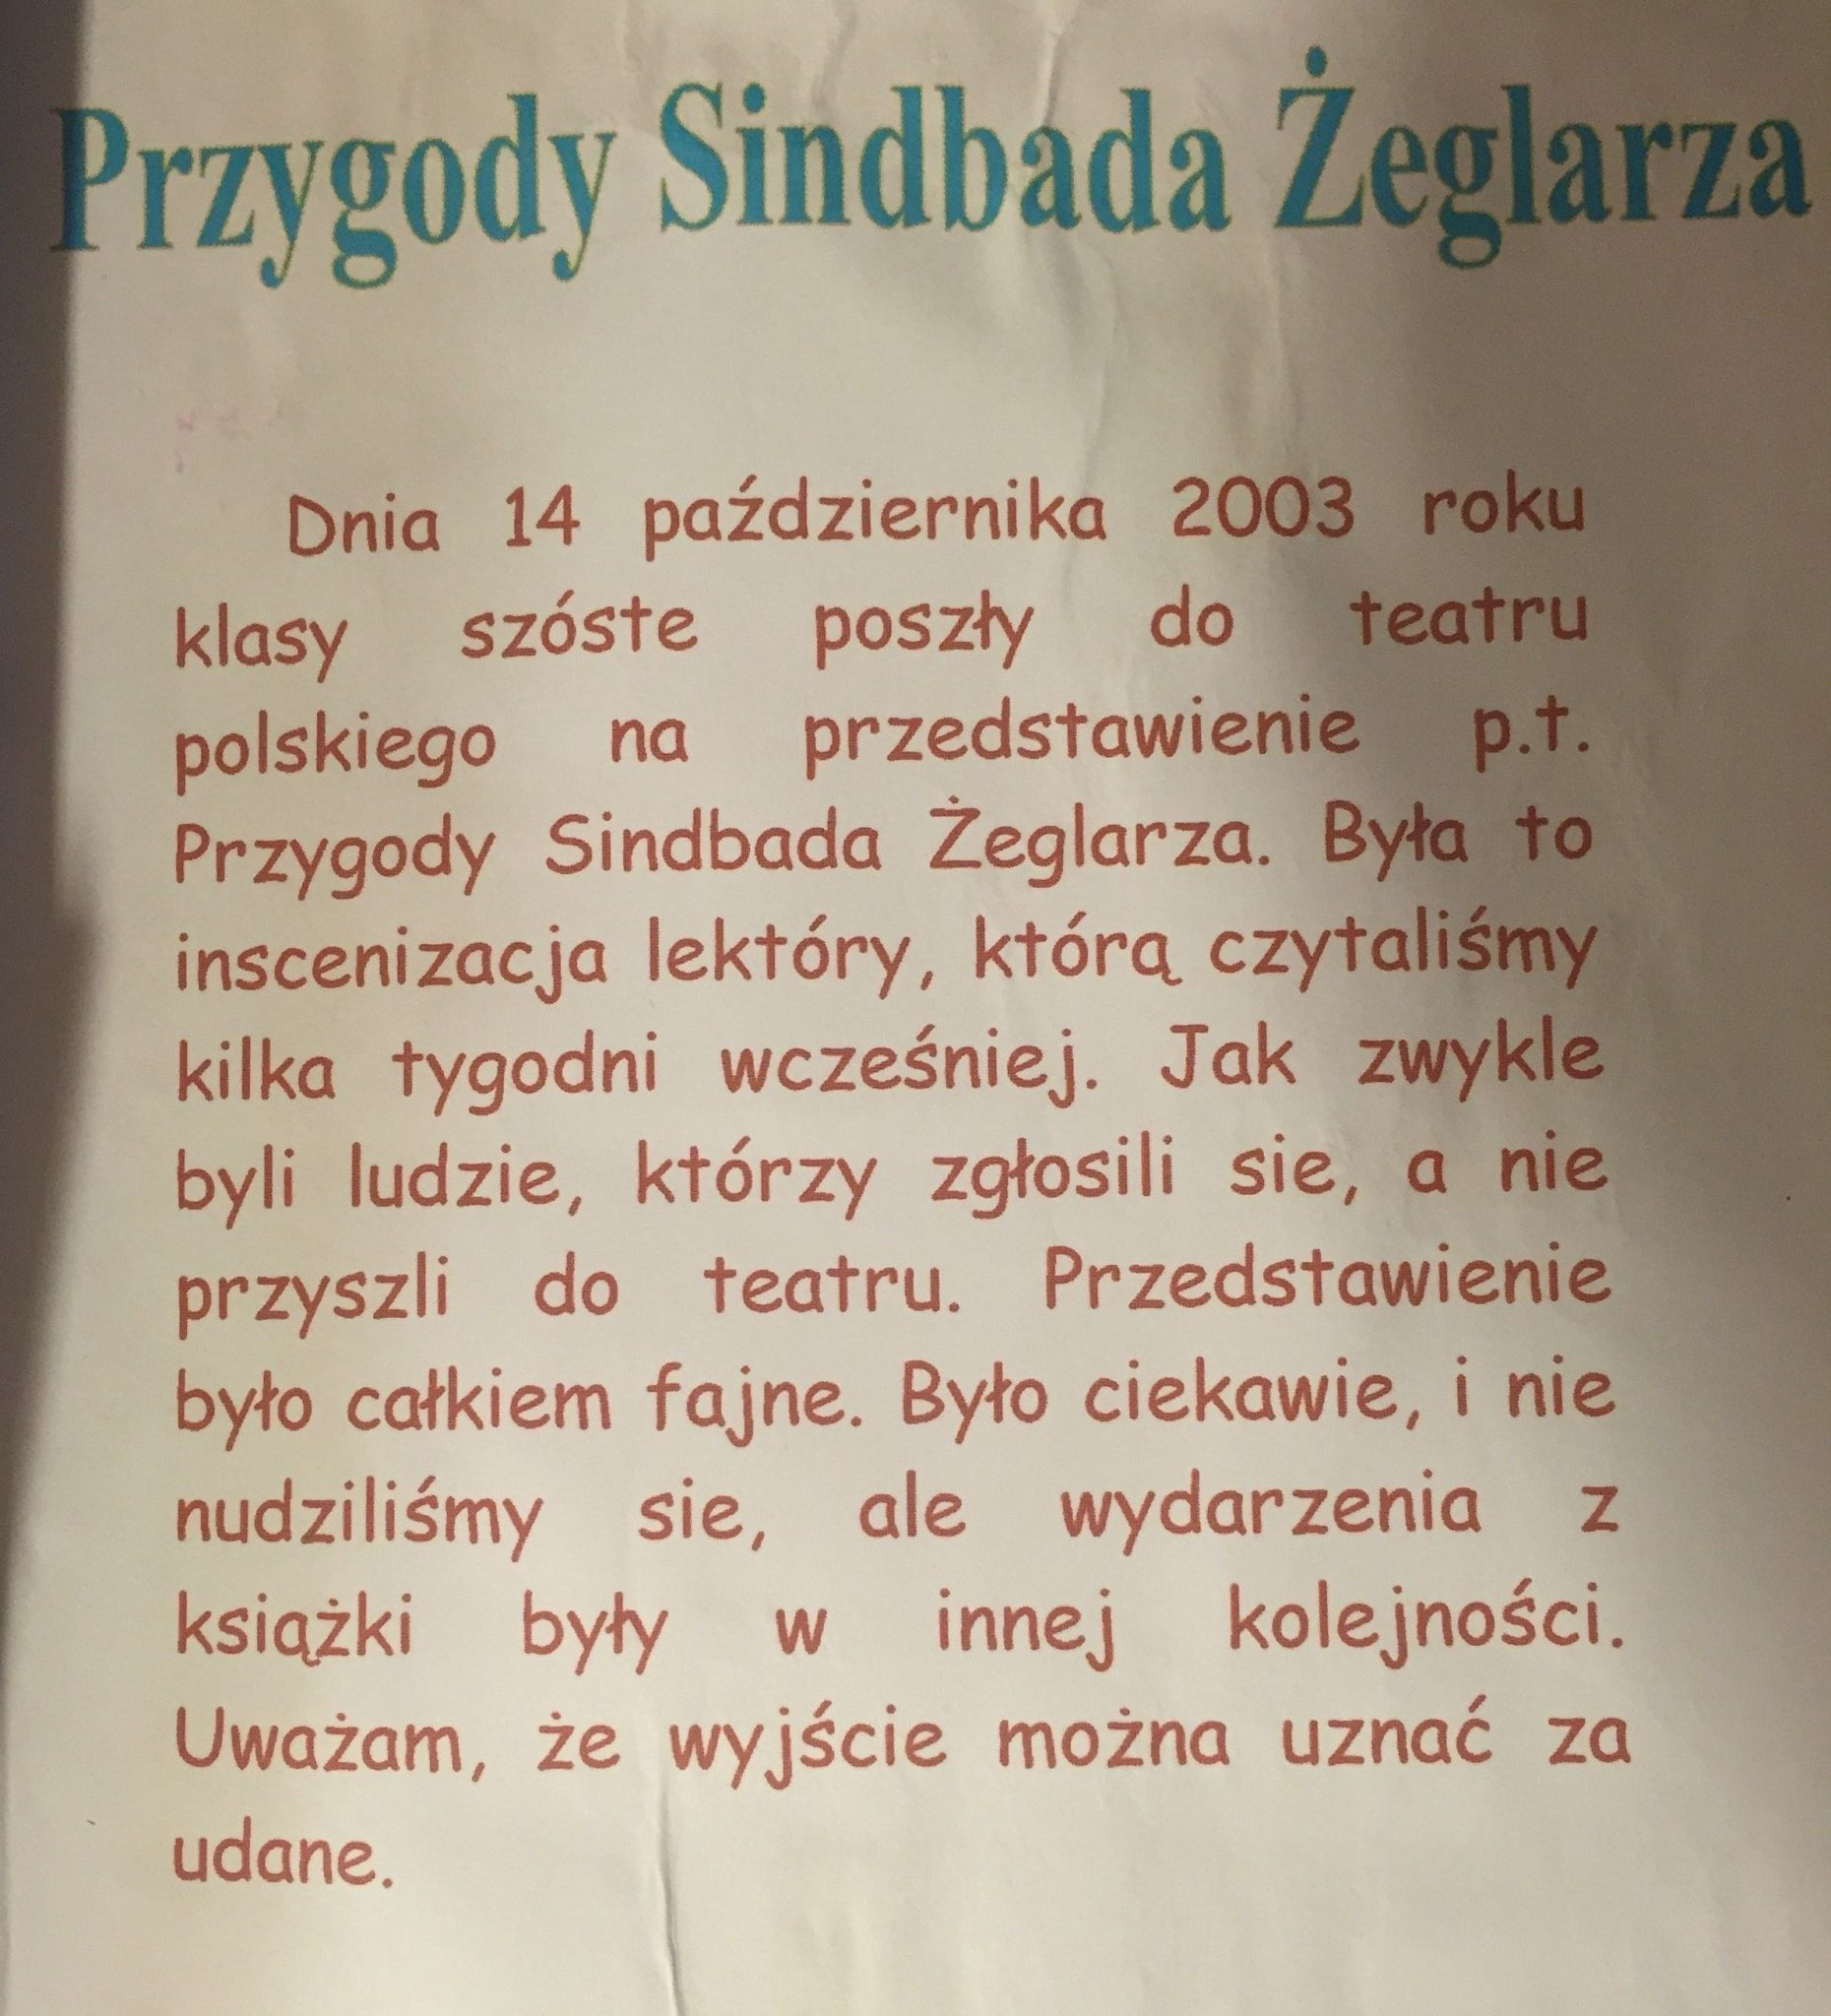 Przygody Sindbada Żeglarza
Dnia 14 października 2003 roku
klasy szóste poszły do teatru
polskiego na przedstawienie p.t.
Przygody Sindbada Żeglarza. Była to
inscenizacja lektóry, którą czytaliśmy
kilka tygodni wcześniej. Jak zwykle
byli ludzie, którzy zgłosili sie, a nie
przyszli do teatru. Przedstawienie
było całkiem fajne. Było ciekawie, i nie
nudziliśmy sie, ale wydarzenia z
książki były w innej kolejności.
Uważam, że wyjście można uznać za
udane.